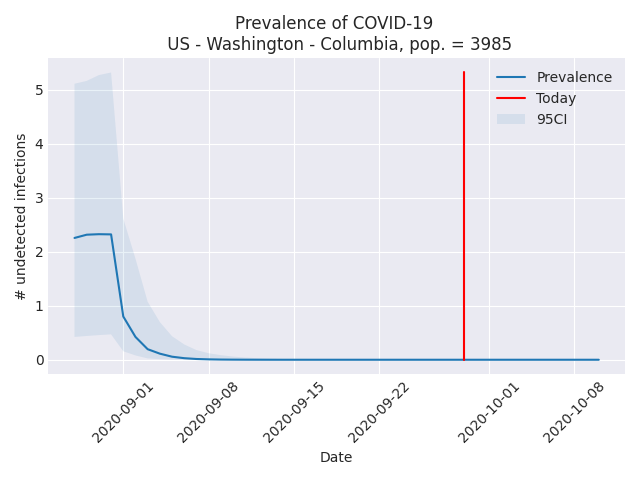 Prevalence of COVID-19
US - Washington - Columbia, pop. = 3985
Prevalence
Today
95CI
# undetected infections
5
4
3
2
1
0
2020-09-01
2020-09-08
2020-09-15
2020-09-22
2020-10-01
2020-10-08
Date